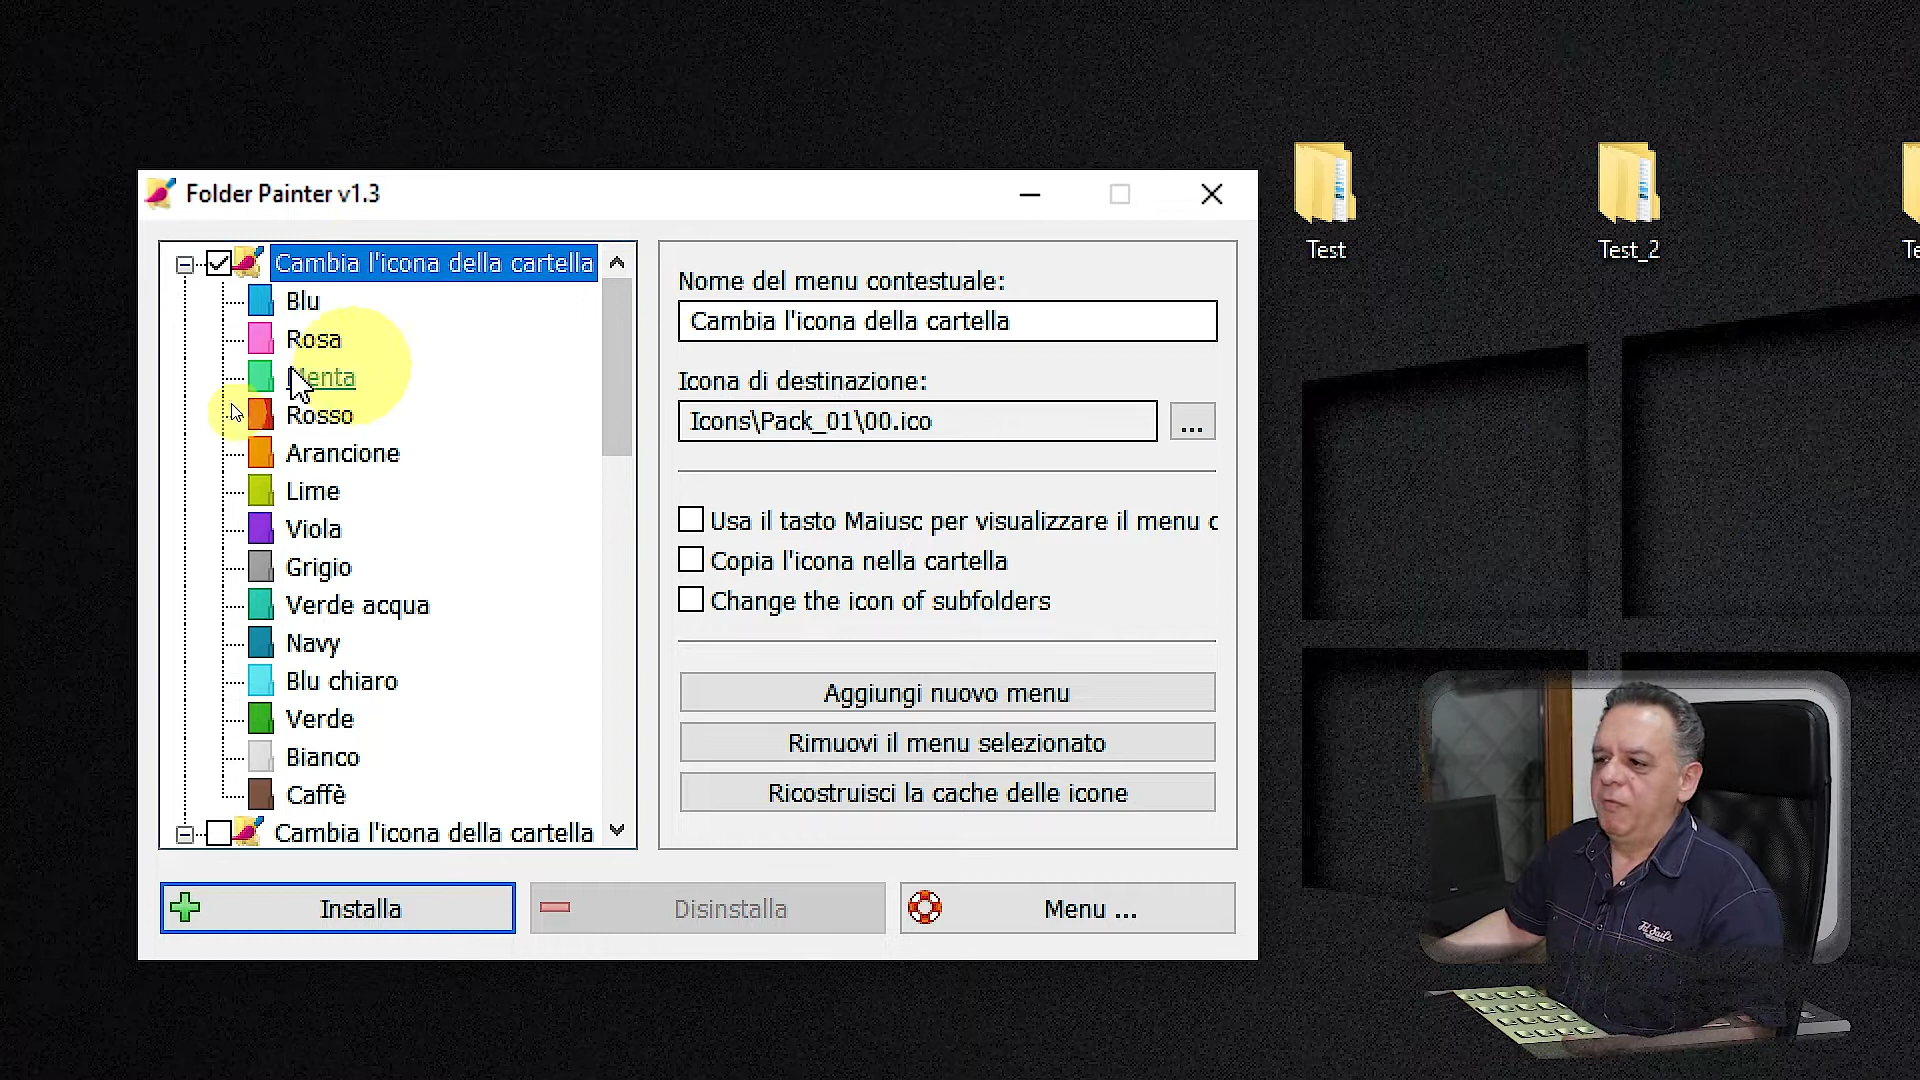 Folder Painter v1.3
Cambia l'icona della cartella
Blu
Rosa
Menta
Rosso
Arancione
Lime
Viola
Grigio
Verde acqua
Navy
Blu chiaro
Verde
Bianco
Caffè
Cambia l'icona della cartella
Nome del menu contestuale:
Cambia l'icona della cartella
Icona di destinazione:
Icons\Pack_01\00.ico
...
Usa il tasto Maiusc per visualizzare il menu c
Copia l'icona nella cartella
Change the icon of subfolders
Aggiungi nuovo menu
Rimuovi il menu selezionato
Ricostruisci la cache delle icone
Installa
Disinstalla
Menu ...
Test
Test_2
Te